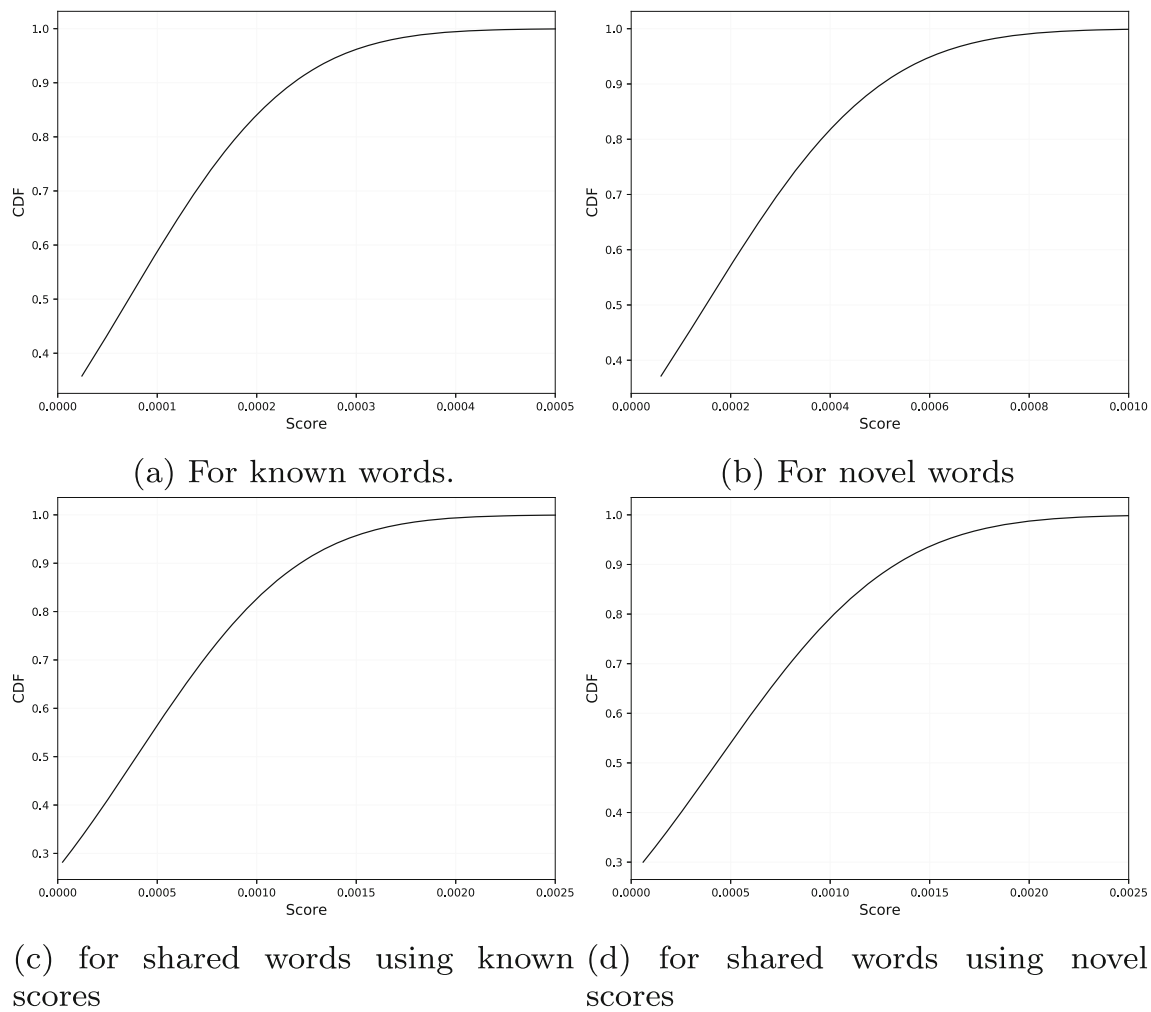 1.0
0.9
0.8
0.7
0.6
0.5
0.4
CDF
0.0000 0.0001 0.0002 0.0003 0.0004 0.0005
Score
(a) For known words.
1.0
0.9
0.8
0.7
0.6
0.5
0.4
CDF
0.0000 0.0002 0.0004 0.0006 0.0008 0.0010
Score
(b) For novel words
1.0
0.9
0.8
0.7
0.6
0.5
0.4
0.3
CDF
0.0000 0.0005 0.0010 0.0015 0.0020 0.0025
Score
(c) for shared words using known
scores
1.0
0.9
0.8
0.7
0.6
0.5
0.4
0.3
CDF
0.0000 0.0005 0.0010 0.0015 0.0020 0.0025
Score
(d) for shared words using novel
scores